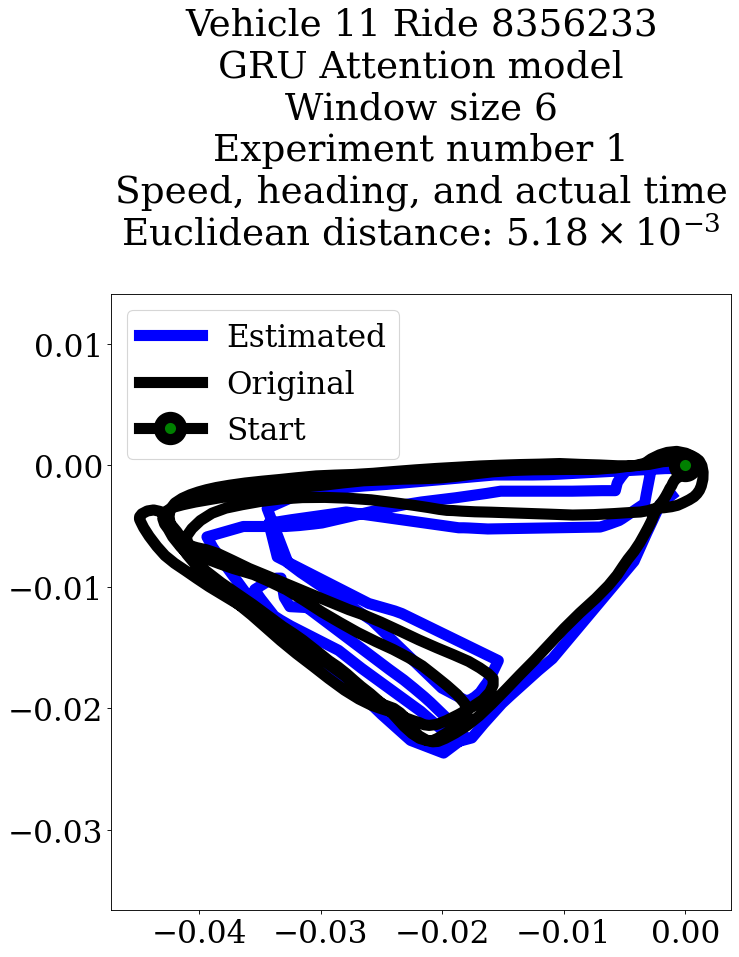 Vehicle 11 Ride 8356233
GRU Attention model
Window size 6
Experiment number 1
Speed, heading, and actual time
Euclidean distance: 5.18 × 10⁻³
Estimated
Original
Start
0.01
0.00
−0.01
−0.02
−0.03
−0.04 −0.03 −0.02 −0.01 0.00